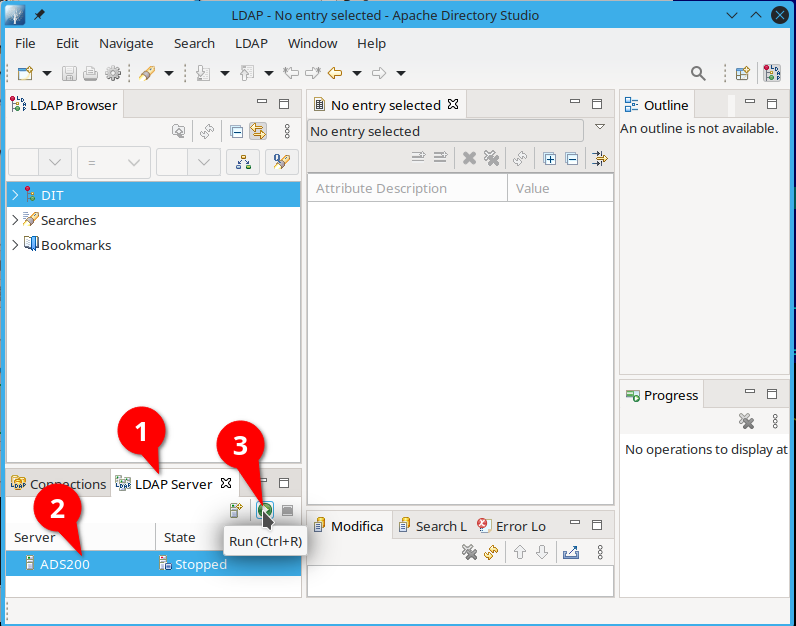 LDAP - No entry selected - Apache Directory Studio
File Edit Navigate Search LDAP Window Help
LDAP Browser
No entry selected
Outline
No entry selected
An outline is not available.
=
Attribute Description Value
DIT
Searches
Bookmarks
Progress
No operations to display at
1
3
2
Connections
LDAP Server
Server State
Run (Ctrl+R)
ADS200 Stopped
Modifica
Search L
Error Lo